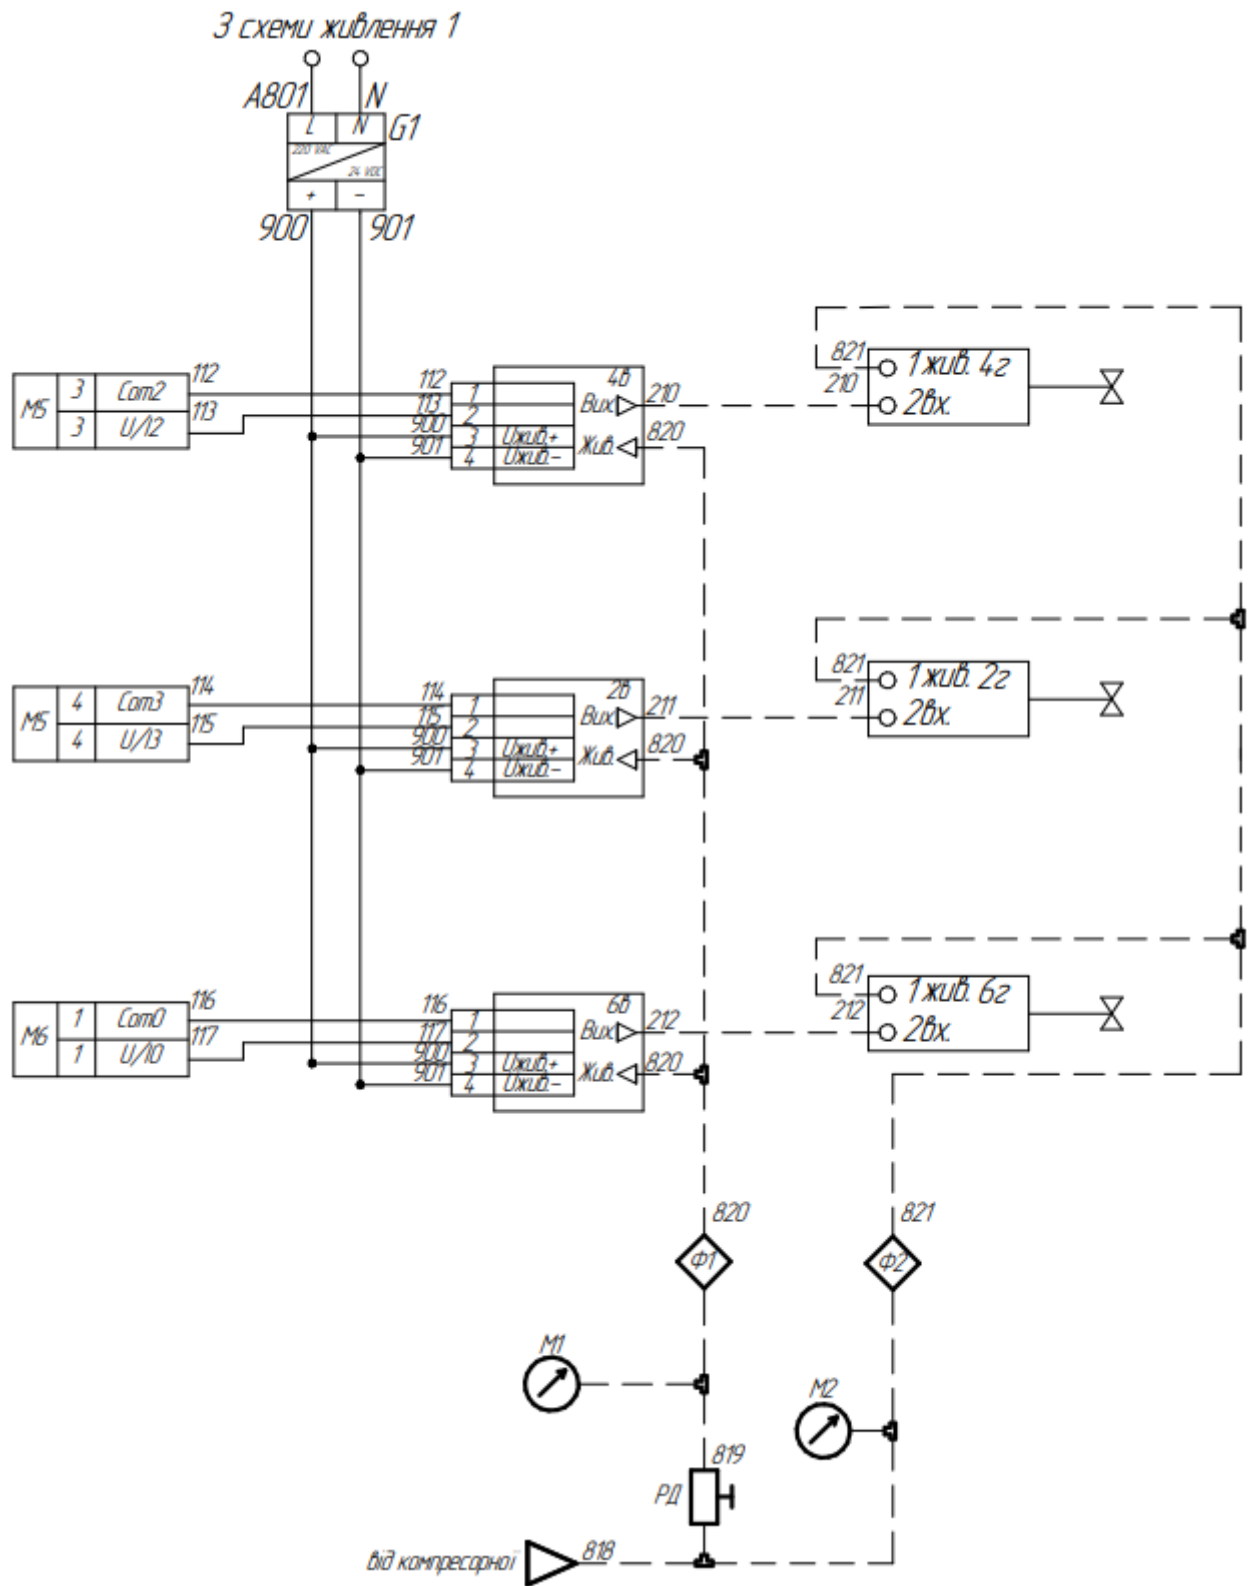 З схеми живлення 1
A801 N
L N G1
220 VAC
24 VDC
+ -
900 901
M5 3 Com2 112
3 U/I2 113
112 1
113 2
900 3 Uжив.+
901 4 Uжив.-
4в
Вих. 210
Жив. 820
821 1 жив. 4г
210 2вх.
M5 4 Com3 114
4 U/I3 115
114 1
115 2
900 3 Uжив.+
901 4 Uжив.-
2в
Вих. 211
Жив. 820
821 1 жив. 2г
211 2вх.
M6 1 Com0 116
1 U/I0 117
116 1
117 2
900 3 Uжив.+
901 4 Uжив.-
6в
Вих. 212
Жив. 820
821 1 жив. 6г
212 2вх.
820 821
Ф1 Ф2
М1
М2
819
РД
від компресорної 818